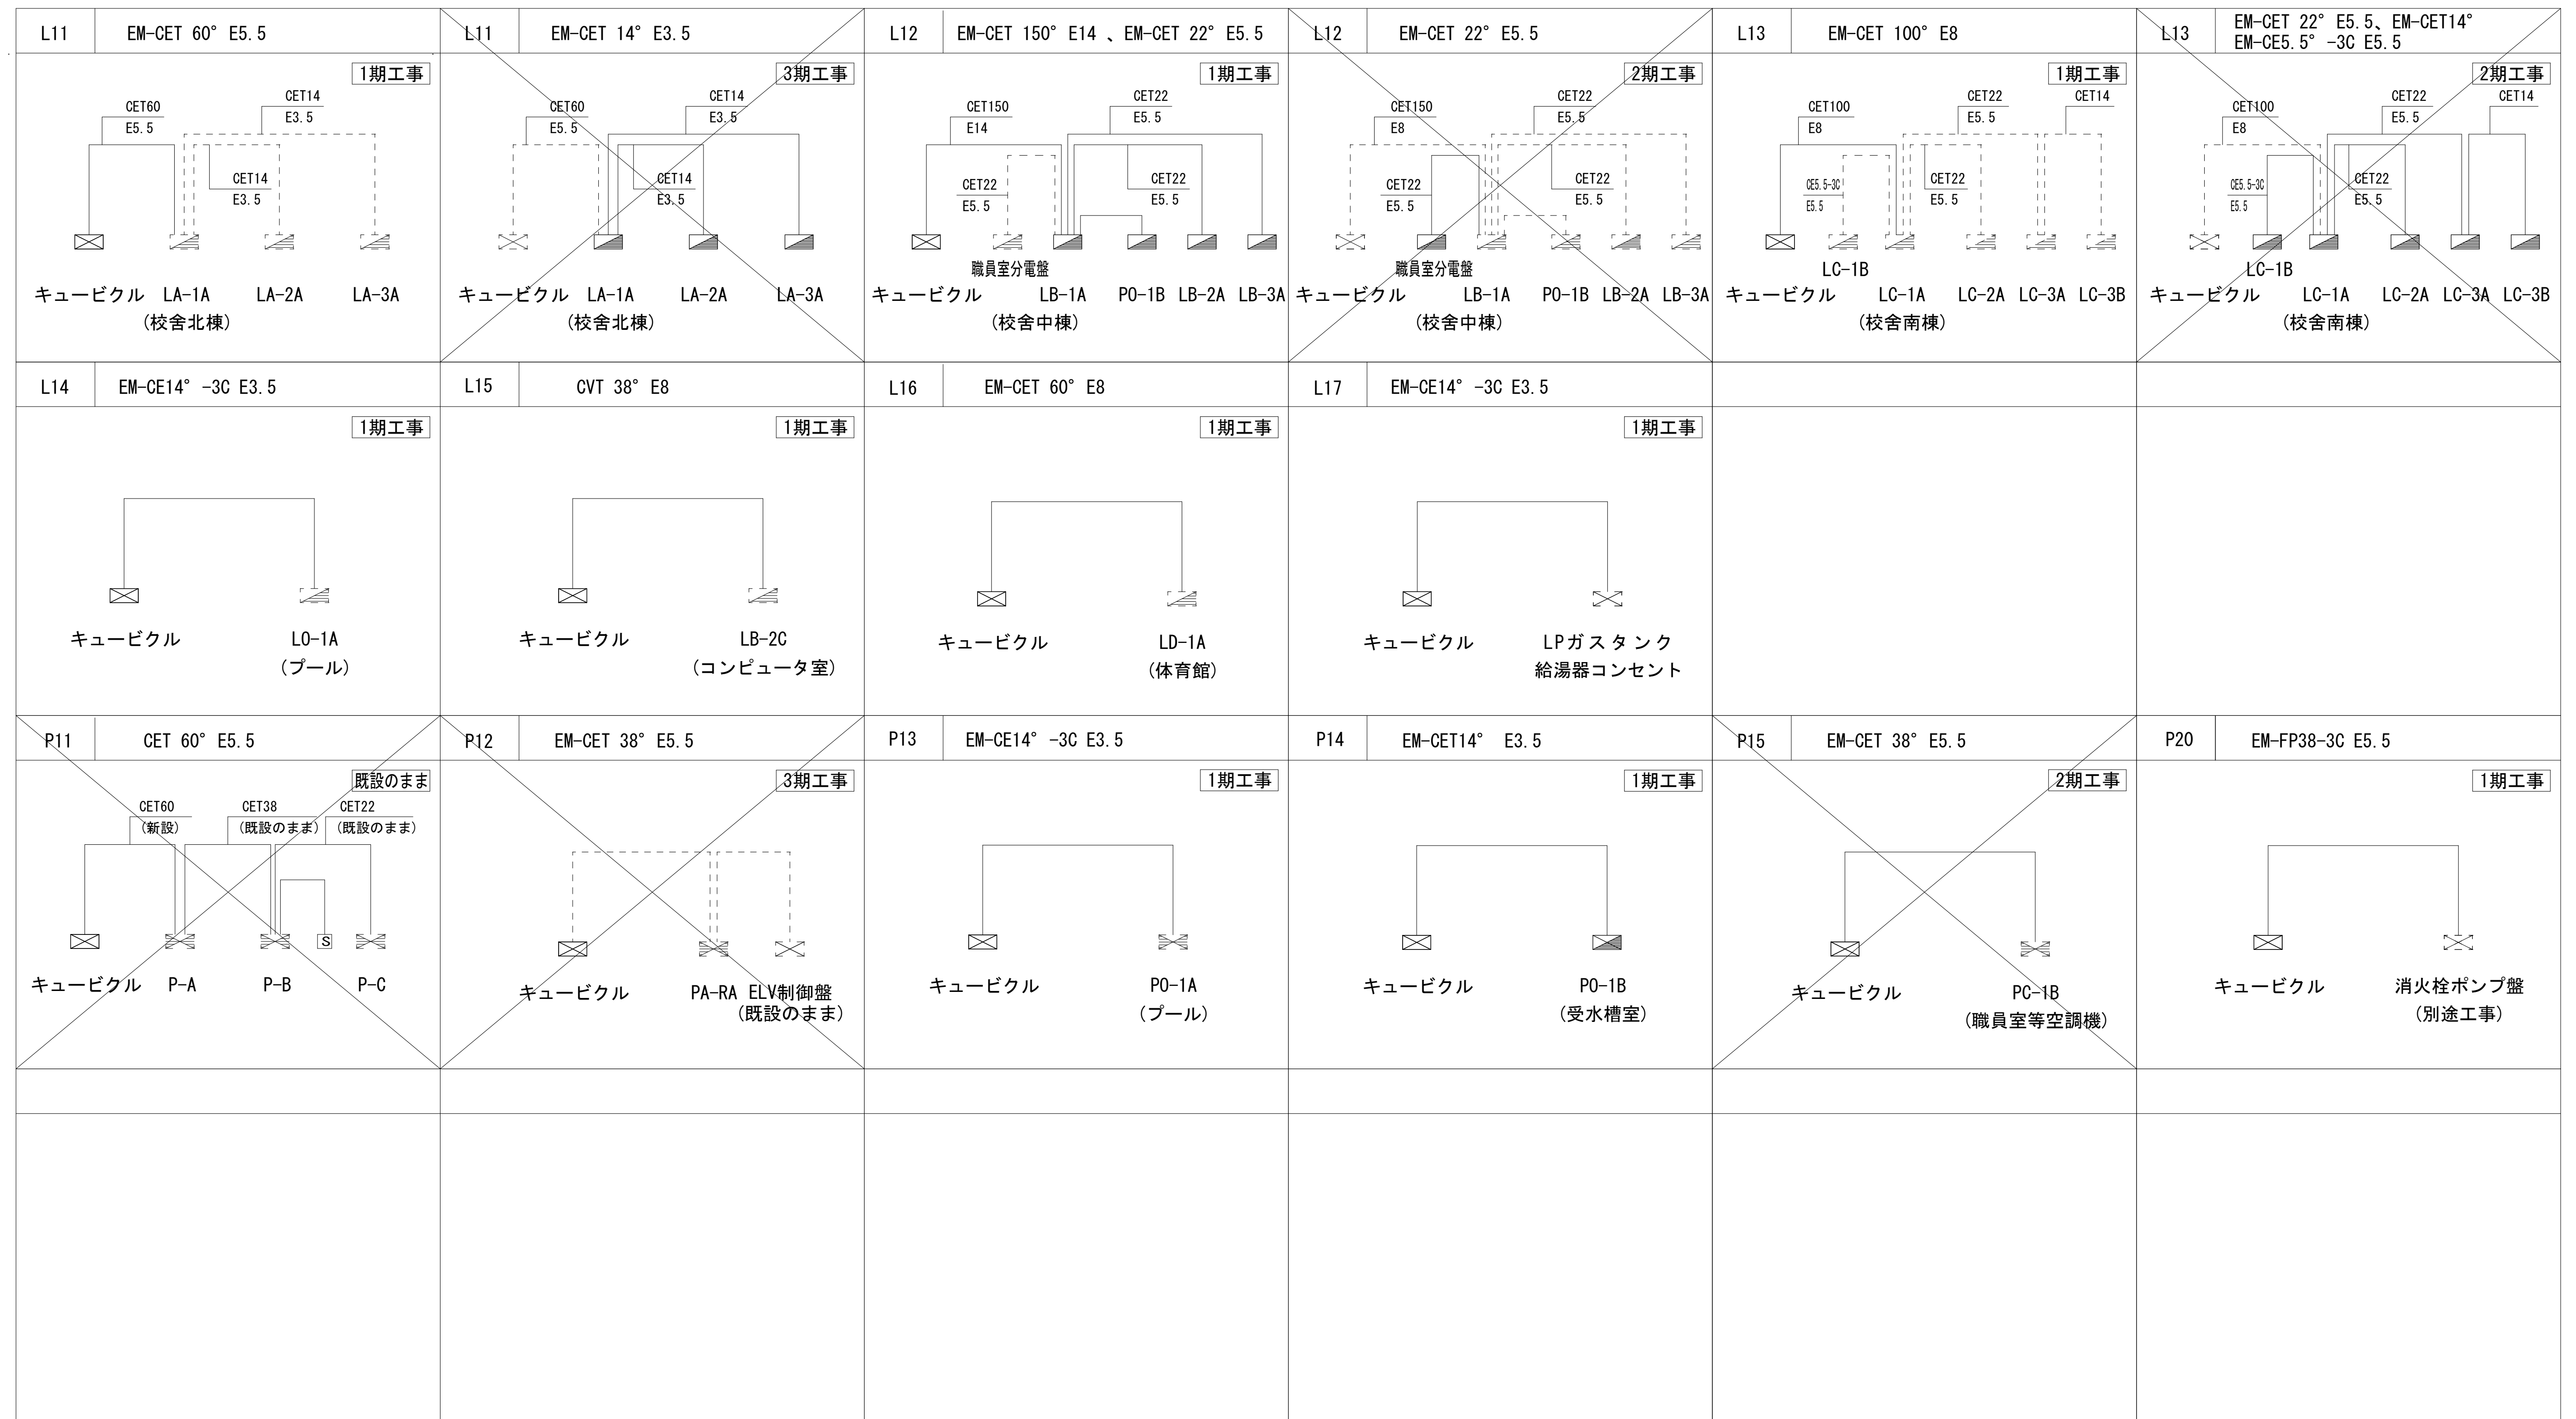 L11 EM-CET 60° E5.5
1期工事
CET60
E5.5
CET14
E3.5
CET14
E3.5
キュービクル LA-1A LA-2A LA-3A
(校舎北棟)
L11 EM-CET 14° E3.5
3期工事
CET60
E5.5
CET14
E3.5
CET14
E3.5
キュービクル LA-1A LA-2A LA-3A
(校舎北棟)
L12 EM-CET 150° E14 、EM-CET 22° E5.5
1期工事
CET150
E14
CET22
E5.5
CET22
E5.5
CET22
E5.5
職員室分電盤
キュービクル LB-1A PO-1B LB-2A LB-3A
(校舎中棟)
L12 EM-CET 22° E5.5
2期工事
CET150
E8
CET22
E5.5
CET22
E5.5
CET22
E5.5
職員室分電盤
キュービクル LB-1A PO-1B LB-2A LB-3A
(校舎中棟)
L13 EM-CET 100° E8
1期工事
CET100
E8
CET22
E5.5
CET14
CE5.5-3C
E5.5
CET22
E5.5
LC-1B
キュービクル LC-1A LC-2A LC-3A LC-3B
(校舎南棟)
L13 EM-CET 22° E5.5、EM-CET14°
EM-CE5.5° -3C E5.5
2期工事
CET100
E8
CET22
E5.5
CET14
CE5.5-3C
E5.5
CET22
E5.5
LC-1B
キュービクル LC-1A LC-2A LC-3A LC-3B
(校舎南棟)
L14 EM-CE14° -3C E3.5
1期工事
キュービクル LO-1A
(プール)
L15 CVT 38° E8
1期工事
キュービクル LB-2C
(コンピュータ室)
L16 EM-CET 60° E8
1期工事
キュービクル LD-1A
(体育館)
L17 EM-CE14° -3C E3.5
1期工事
キュービクル LPガスタンク
給湯器コンセント
P11 CET 60° E5.5
既設のまま
CET60
(新設)
CET38
(既設のまま)
CET22
(既設のまま)
S
キュービクル P-A P-B P-C
P12 EM-CET 38° E5.5
3期工事
キュービクル PA-RA ELV制御盤
(既設のまま)
P13 EM-CE14° -3C E3.5
1期工事
キュービクル PO-1A
(プール)
P14 EM-CET14° E3.5
1期工事
キュービクル PO-1B
(受水槽室)
P15 EM-CET 38° E5.5
2期工事
キュービクル PC-1B
(職員室等空調機)
P20 EM-FP38-3C E5.5
1期工事
キュービクル 消火栓ポンプ盤
(別途工事)